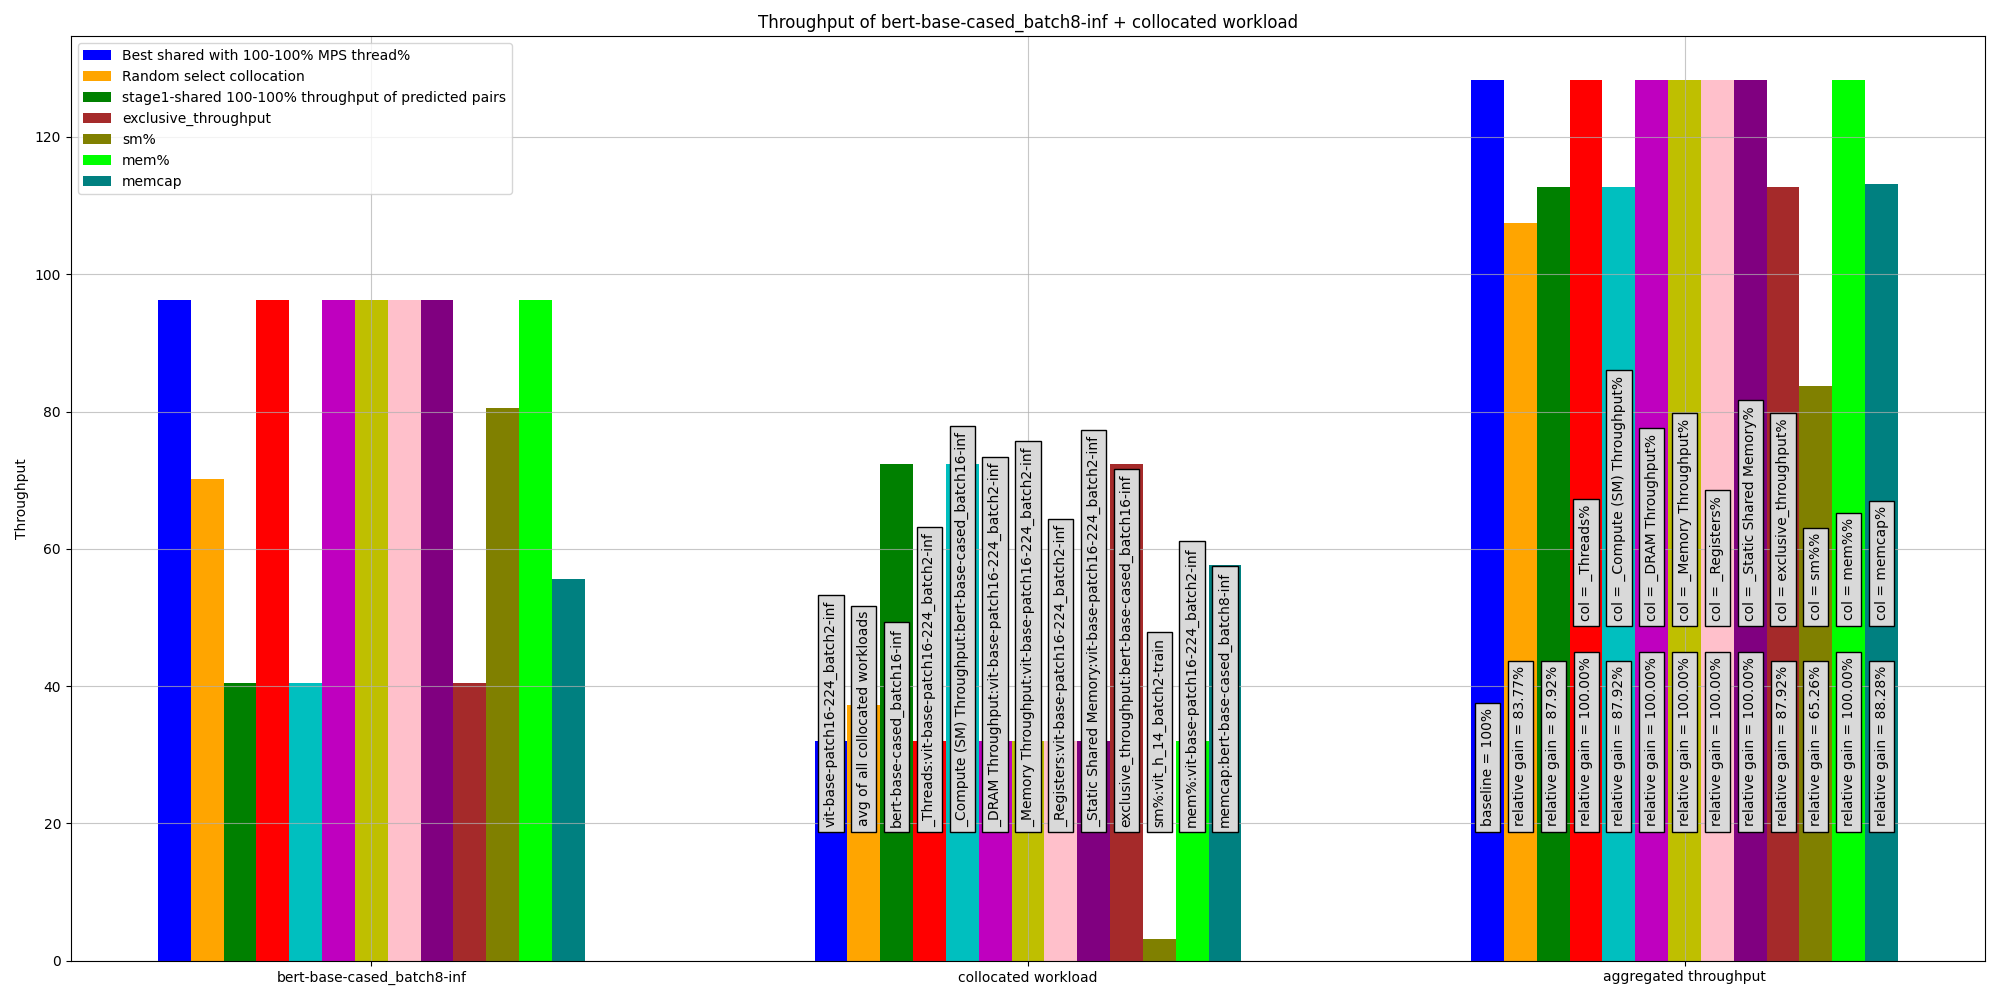 Throughput of bert-base-cased_batch8-inf + collocated workload
Best shared with 100-100% MPS thread%
Random select collocation
stage1-shared 100-100% throughput of predicted pairs
exclusive_throughput
sm%
mem%
memcap
Throughput
120
100
80
60
40
20
0
vit-base-patch16-224_batch2-inf
avg of all collocated workloads
bert-base-cased_batch16-inf
_Threads:vit-base-patch16-224_batch2-inf
_Compute (SM) Throughput:bert-base-cased_batch16-inf
_DRAM Throughput:vit-base-patch16-224_batch2-inf
_Memory Throughput:vit-base-patch16-224_batch2-inf
_Registers:vit-base-patch16-224_batch2-inf
_Static Shared Memory:vit-base-patch16-224_batch2-inf
exclusive_throughput:bert-base-cased_batch16-inf
sm%:vit_h_14_batch2-train
mem%:vit-base-patch16-224_batch2-inf
memcap:bert-base-cased_batch8-inf
col = _Threads%
col = _Compute (SM) Throughput%
col = _DRAM Throughput%
col = _Memory Throughput%
col = _Registers%
col = _Static Shared Memory%
col = exclusive_throughput%
col = sm%%
col = mem%%
col = memcap%
baseline = 100%
relative gain = 83.77%
relative gain = 87.92%
relative gain = 100.00%
relative gain = 87.92%
relative gain = 100.00%
relative gain = 100.00%
relative gain = 100.00%
relative gain = 100.00%
relative gain = 87.92%
relative gain = 65.26%
relative gain = 100.00%
relative gain = 88.28%
bert-base-cased_batch8-inf
collocated workload
aggregated throughput